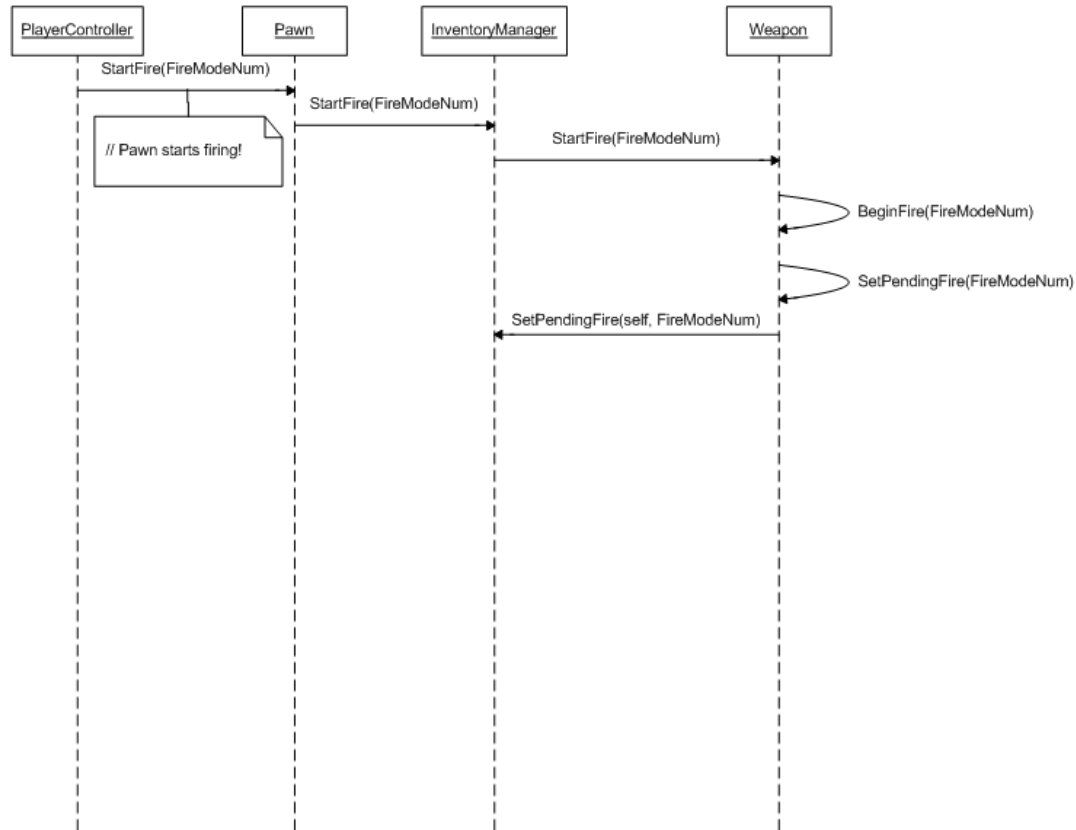 PlayerController
Pawn
InventoryManager
Weapon
StartFire(FireModeNum)
StartFire(FireModeNum)
// Pawn starts firing!
StartFire(FireModeNum)
BeginFire(FireModeNum)
SetPendingFire(FireModeNum)
SetPendingFire(self, FireModeNum)